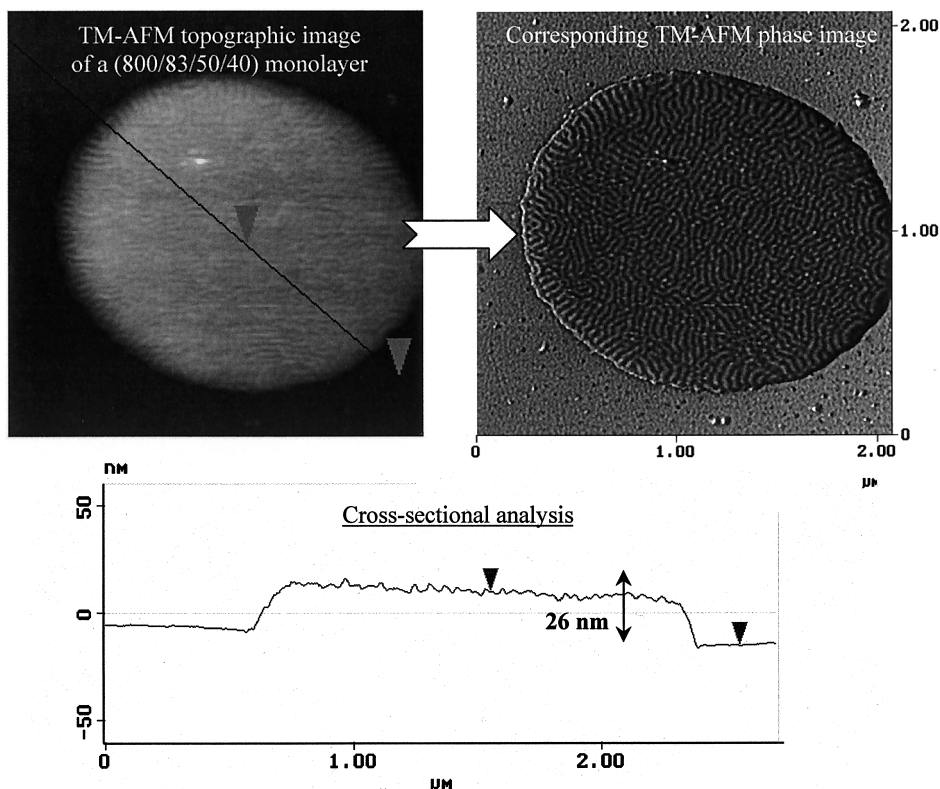 TM-AFM topographic image
of a (800/83/50/40) monolayer
Corresponding TM-AFM phase image
2.00
1.00
0
0
1.00
2.00
μM
nM
Cross-sectional analysis
50
0
-50
26 nm
0
1.00
2.00
μM